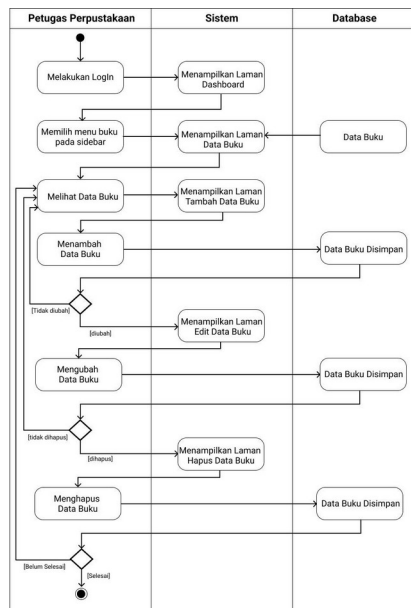 Petugas Perpustakaan
Sistem
Database
Melakukan LogIn
Menampilkan Laman
Dashboard
Memilih menu buku
pada sidebar
Menampilkan Laman
Data Buku
Data Buku
Melihat Data Buku
Menampilkan Laman
Tambah Data Buku
Menambah
Data Buku
Data Buku Disimpan
[Tidak diubah]
[diubah]
Menampilkan Laman
Edit Data Buku
Mengubah
Data Buku
Data Buku Disimpan
[tidak dihapus]
[dihapus]
Menampilkan Laman
Hapus Data Buku
Menghapus
Data Buku
Data Buku Disimpan
[Belum Selesai]
[Selesai]